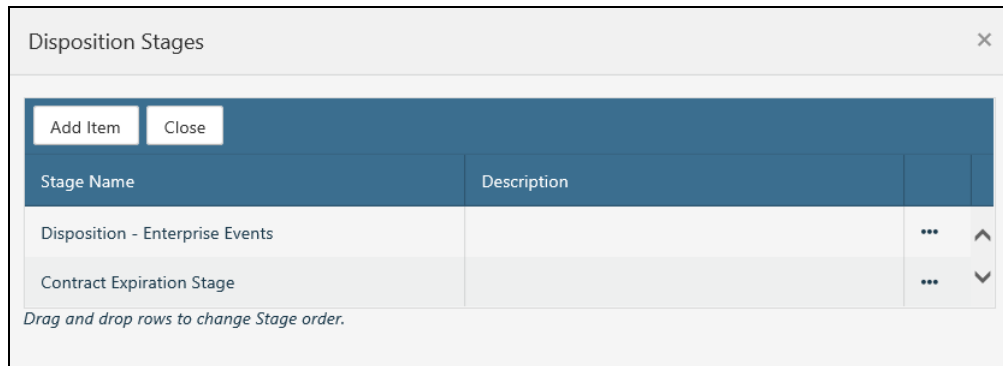 Disposition Stages
Add Item Close
Stage Name Description
Disposition - Enterprise Events
Contract Expiration Stage
Drag and drop rows to change Stage order.